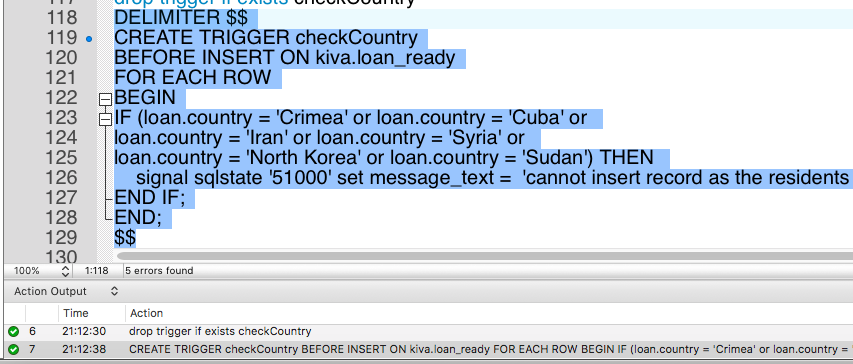 117 drop trigger if exists checkCountry
118 DELIMITER $$
119 CREATE TRIGGER checkCountry
120 BEFORE INSERT ON kiva.loan_ready
121 FOR EACH ROW
122 BEGIN
123 IF (loan.country = 'Crimea' or loan.country = 'Cuba' or
124 loan.country = 'Iran' or loan.country = 'Syria' or
125 loan.country = 'North Korea' or loan.country = 'Sudan') THEN
126 signal sqlstate '51000' set message_text = 'cannot insert record as the residents
127 END IF;
128 END;
129 $$
130
100% 1:118 5 errors found
Action Output
Time Action
6 21:12:30 drop trigger if exists checkCountry
7 21:12:38 CREATE TRIGGER checkCountry BEFORE INSERT ON kiva.loan_ready FOR EACH ROW BEGIN IF (loan.country = 'Crimea' or loan.country =